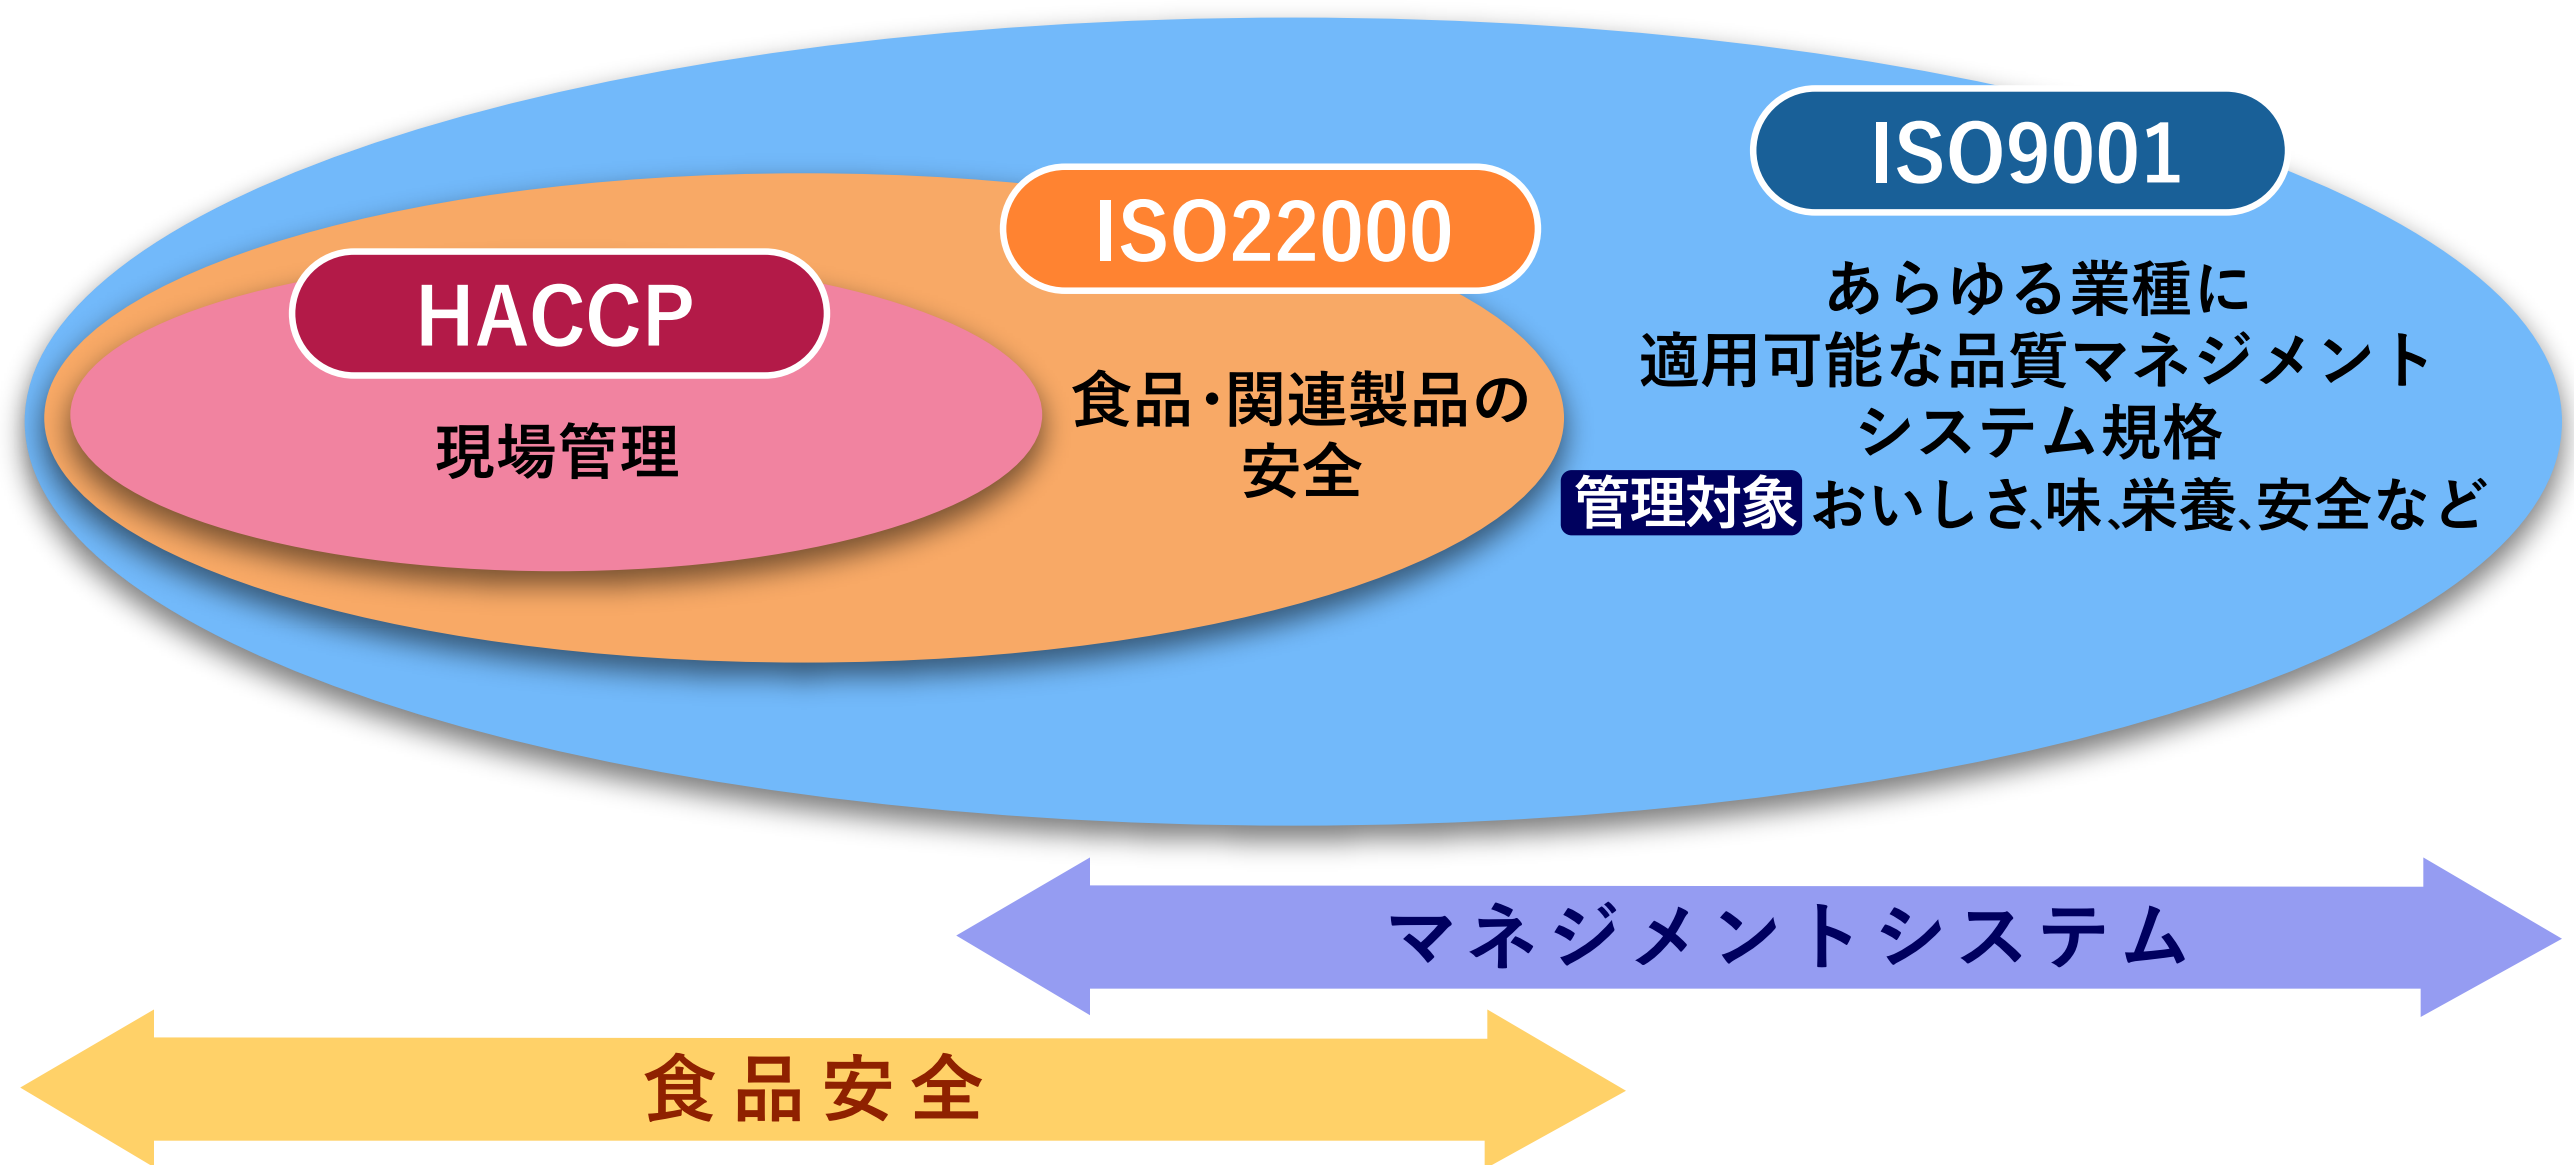 HACCP
現場管理
ISO22000
食品・関連製品の
安全
ISO9001
あらゆる業種に
適用可能な品質マネジメント
システム規格
管理対象 おいしさ、味、栄養、安全など
マネジメントシステム
食品安全